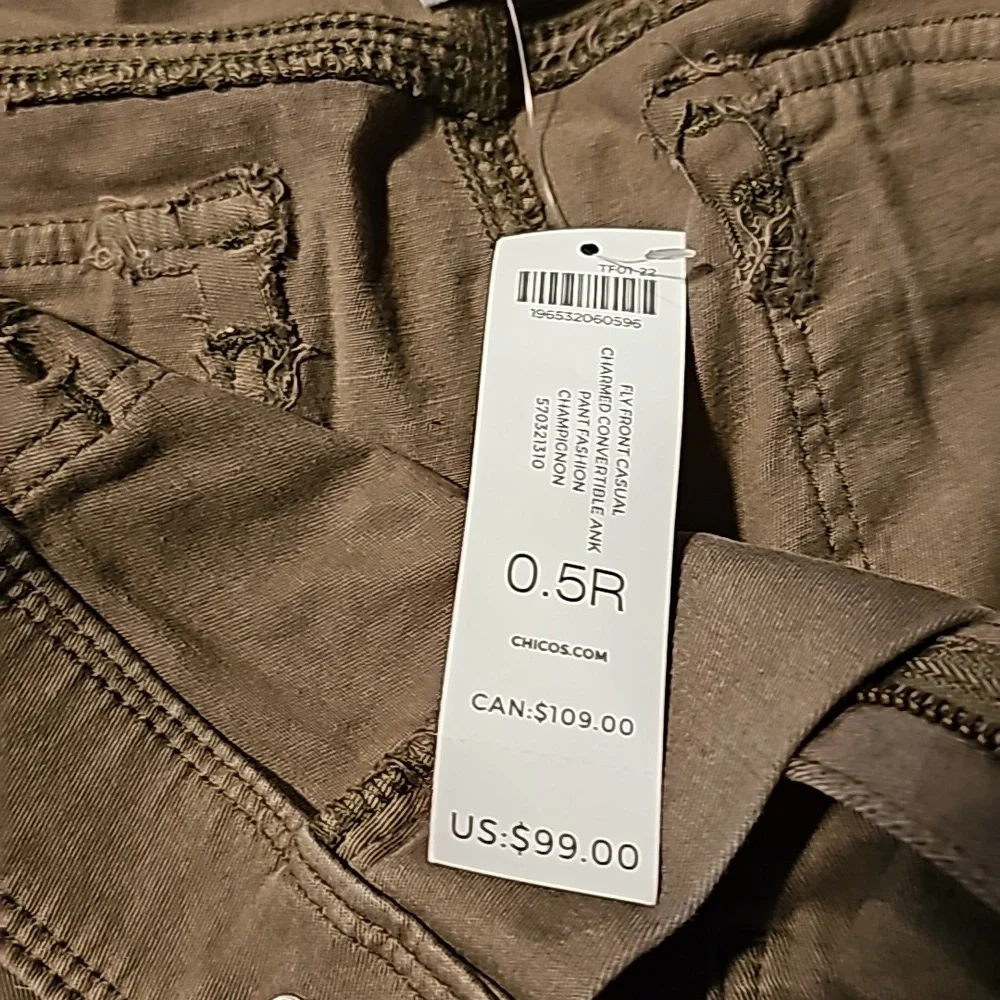 TF01-22
196532060596
FLY FRONT CASUAL
CHARMED CONVERTIBLE ANK
PANT FASHION
CHAMPIGNON
570321310
0.5R
CHICOS.COM
CAN:$109.00
US:$99.00